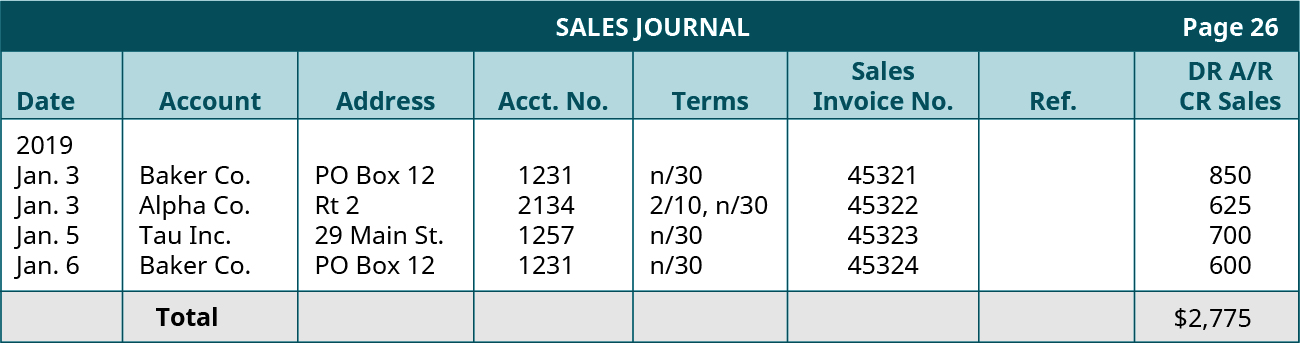 SALES JOURNAL Page 26
Date Account Address Acct. No. Terms Sales Invoice No. Ref. DR A/R CR Sales
2019
Jan. 3 Baker Co. PO Box 12 1231 n/30 45321 850
Jan. 3 Alpha Co. Rt 2 2134 2/10, n/30 45322 625
Jan. 5 Tau Inc. 29 Main St. 1257 n/30 45323 700
Jan. 6 Baker Co. PO Box 12 1231 n/30 45324 600
Total $2,775